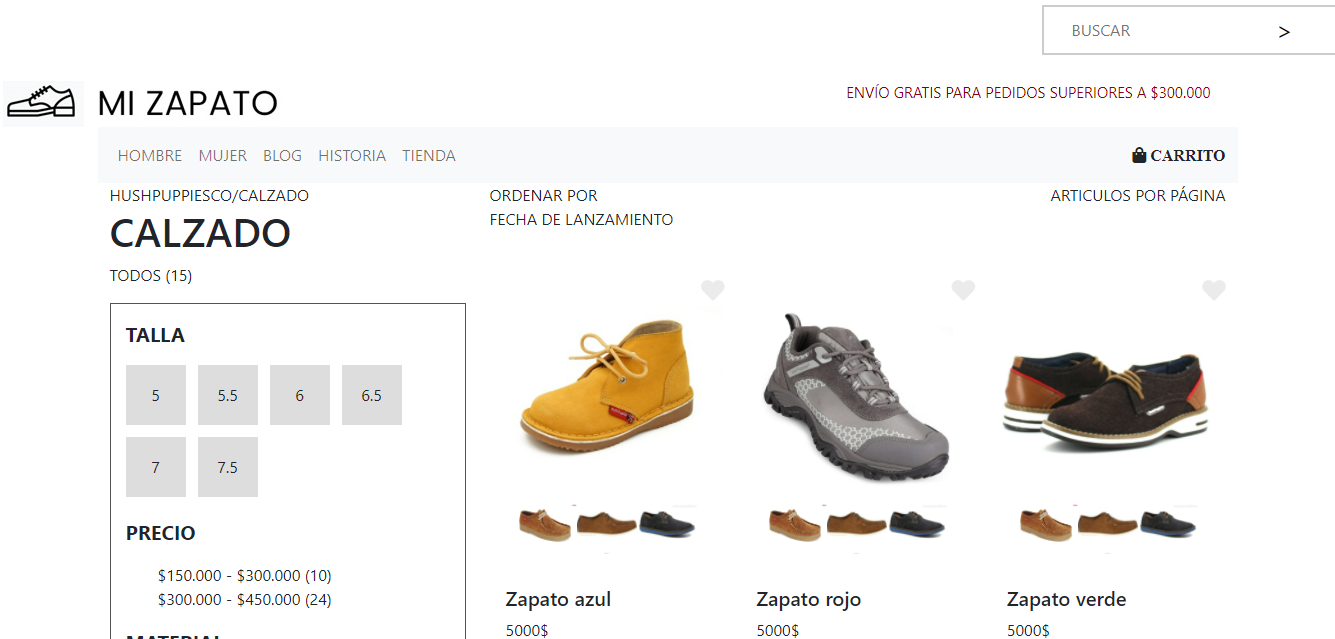 BUSCAR >
MI ZAPATO
ENVÍO GRATIS PARA PEDIDOS SUPERIORES A $300.000
HOMBRE MUJER BLOG HISTORIA TIENDA
CARRITO
HUSHPUPPIESCO/CALZADO
CALZADO
TODOS (15)
ORDENAR POR
FECHA DE LANZAMIENTO
ARTICULOS POR PÁGINA
TALLA
5 5.5 6 6.5
7 7.5
PRECIO
$150.000 - $300.000 (10)
$300.000 - $450.000 (24)
MATERIAL
Zapato azul
5000$
Zapato rojo
5000$
Zapato verde
5000$